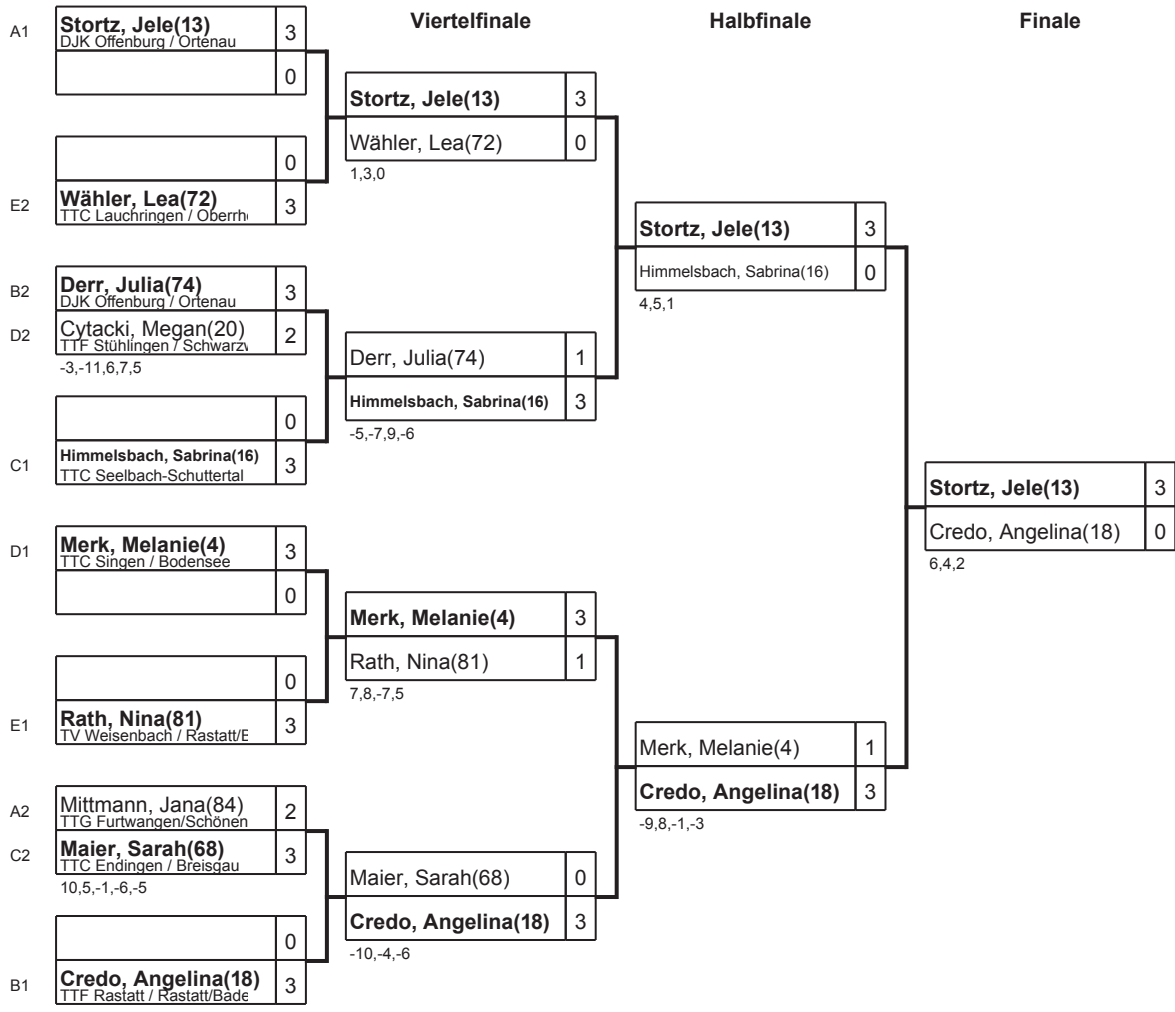 Viertelfinale
Halbfinale
Finale
A1
Stortz, Jele(13)
DJK Offenburg / Ortenau
3
0
0
E2
Wähler, Lea(72)
TTC Lauchringen / Oberrh
3
B2
Derr, Julia(74)
DJK Offenburg / Ortenau
3
D2
Cytacki, Megan(20)
TTF Stühlingen / Schwarzv
2
-3,-11,6,7,5
0
C1
Himmelsbach, Sabrina(16)
TTC Seelbach-Schuttertal
3
D1
Merk, Melanie(4)
TTC Singen / Bodensee
3
0
0
E1
Rath, Nina(81)
TV Weisenbach / Rastatt/E
3
A2
Mittmann, Jana(84)
TTG Furtwangen/Schönen
2
C2
Maier, Sarah(68)
TTC Endingen / Breisgau
3
10,5,-1,-6,-5
0
B1
Credo, Angelina(18)
TTF Rastatt / Rastatt/Bade
3
Stortz, Jele(13) 3
Wähler, Lea(72) 0
1,3,0
Derr, Julia(74) 1
Himmelsbach, Sabrina(16) 3
-5,-7,9,-6
Merk, Melanie(4) 3
Rath, Nina(81) 1
7,8,-7,5
Maier, Sarah(68) 0
Credo, Angelina(18) 3
-10,-4,-6
Stortz, Jele(13) 3
Himmelsbach, Sabrina(16) 0
4,5,1
Merk, Melanie(4) 1
Credo, Angelina(18) 3
-9,8,-1,-3
Stortz, Jele(13) 3
Credo, Angelina(18) 0
6,4,2